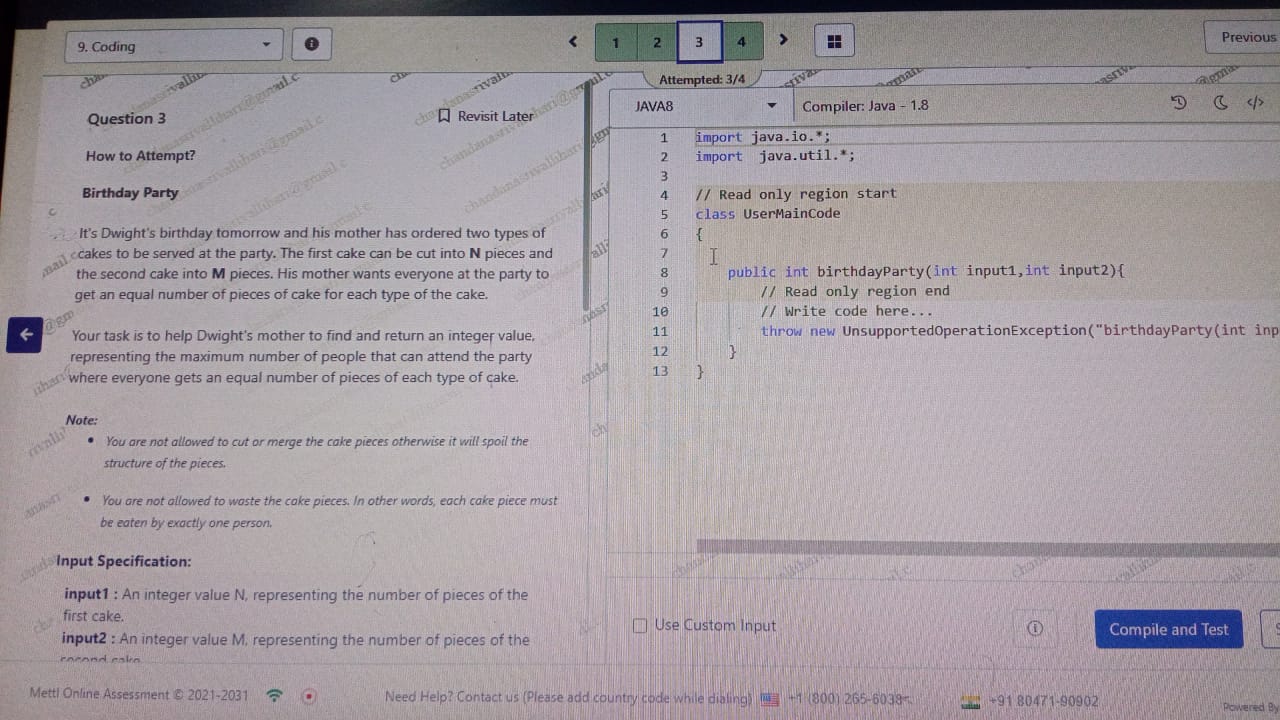 9. Coding
1
2
3
4
Previous
Attempted: 3/4
Question 3
Revisit Later
How to Attempt?
Birthday Party
It's Dwight's birthday tomorrow and his mother has ordered two types of
cakes to be served at the party. The first cake can be cut into N pieces and
the second cake into M pieces. His mother wants everyone at the party to
get an equal number of pieces of cake for each type of the cake.
Your task is to help Dwight's mother to find and return an integer value,
representing the maximum number of people that can attend the party
where everyone gets an equal number of pieces of each type of cake.
Note:
• You are not allowed to cut or merge the cake pieces otherwise it will spoil the
structure of the pieces.
• You are not allowed to waste the cake pieces. In other words, each cake piece must
be eaten by exactly one person.
Input Specification:
input1 : An integer value N, representing the number of pieces of the
first cake.
input2 : An integer value M, representing the number of pieces of the
second cake
JAVA8
Compiler: Java - 1.8
</>
1 import java.io.*;
2 import  java.util.*;
3
4 // Read only region start
5 class UserMainCode
6 {
7
8 public int birthdayParty(int input1,int input2){
9 // Read only region end
10 // Write code here...
11 throw new UnsupportedOperationException("birthdayParty(int inp
12 }
13 }
Use Custom Input
Compile and Test
Mettl Online Assessment © 2021-2031
Need Help? Contact us (Please add country code while dialing)
+1 (800) 265-6038
+91 80471-90902
Powered By